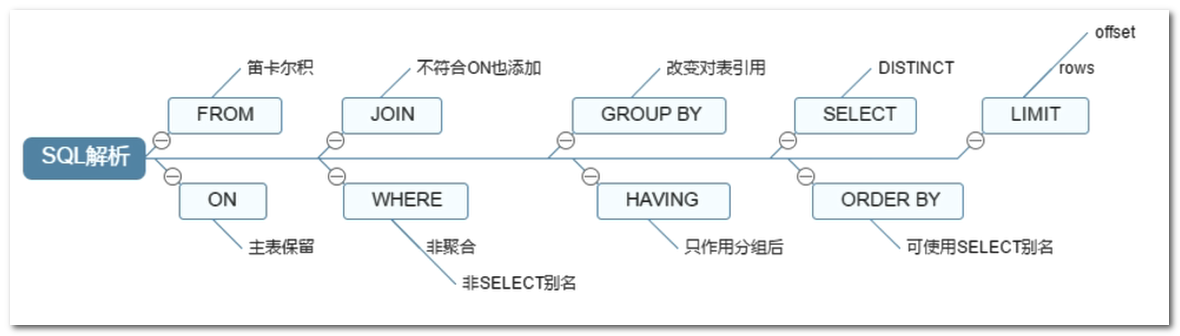 offset
笛卡尔积
不符合ON也添加
改变对表引用
DISTINCT
rows
FROM
JOIN
GROUP BY
SELECT
LIMIT
SQL解析
ON
WHERE
HAVING
ORDER BY
主表保留
非聚合
只作用分组后
可使用SELECT别名
非SELECT别名